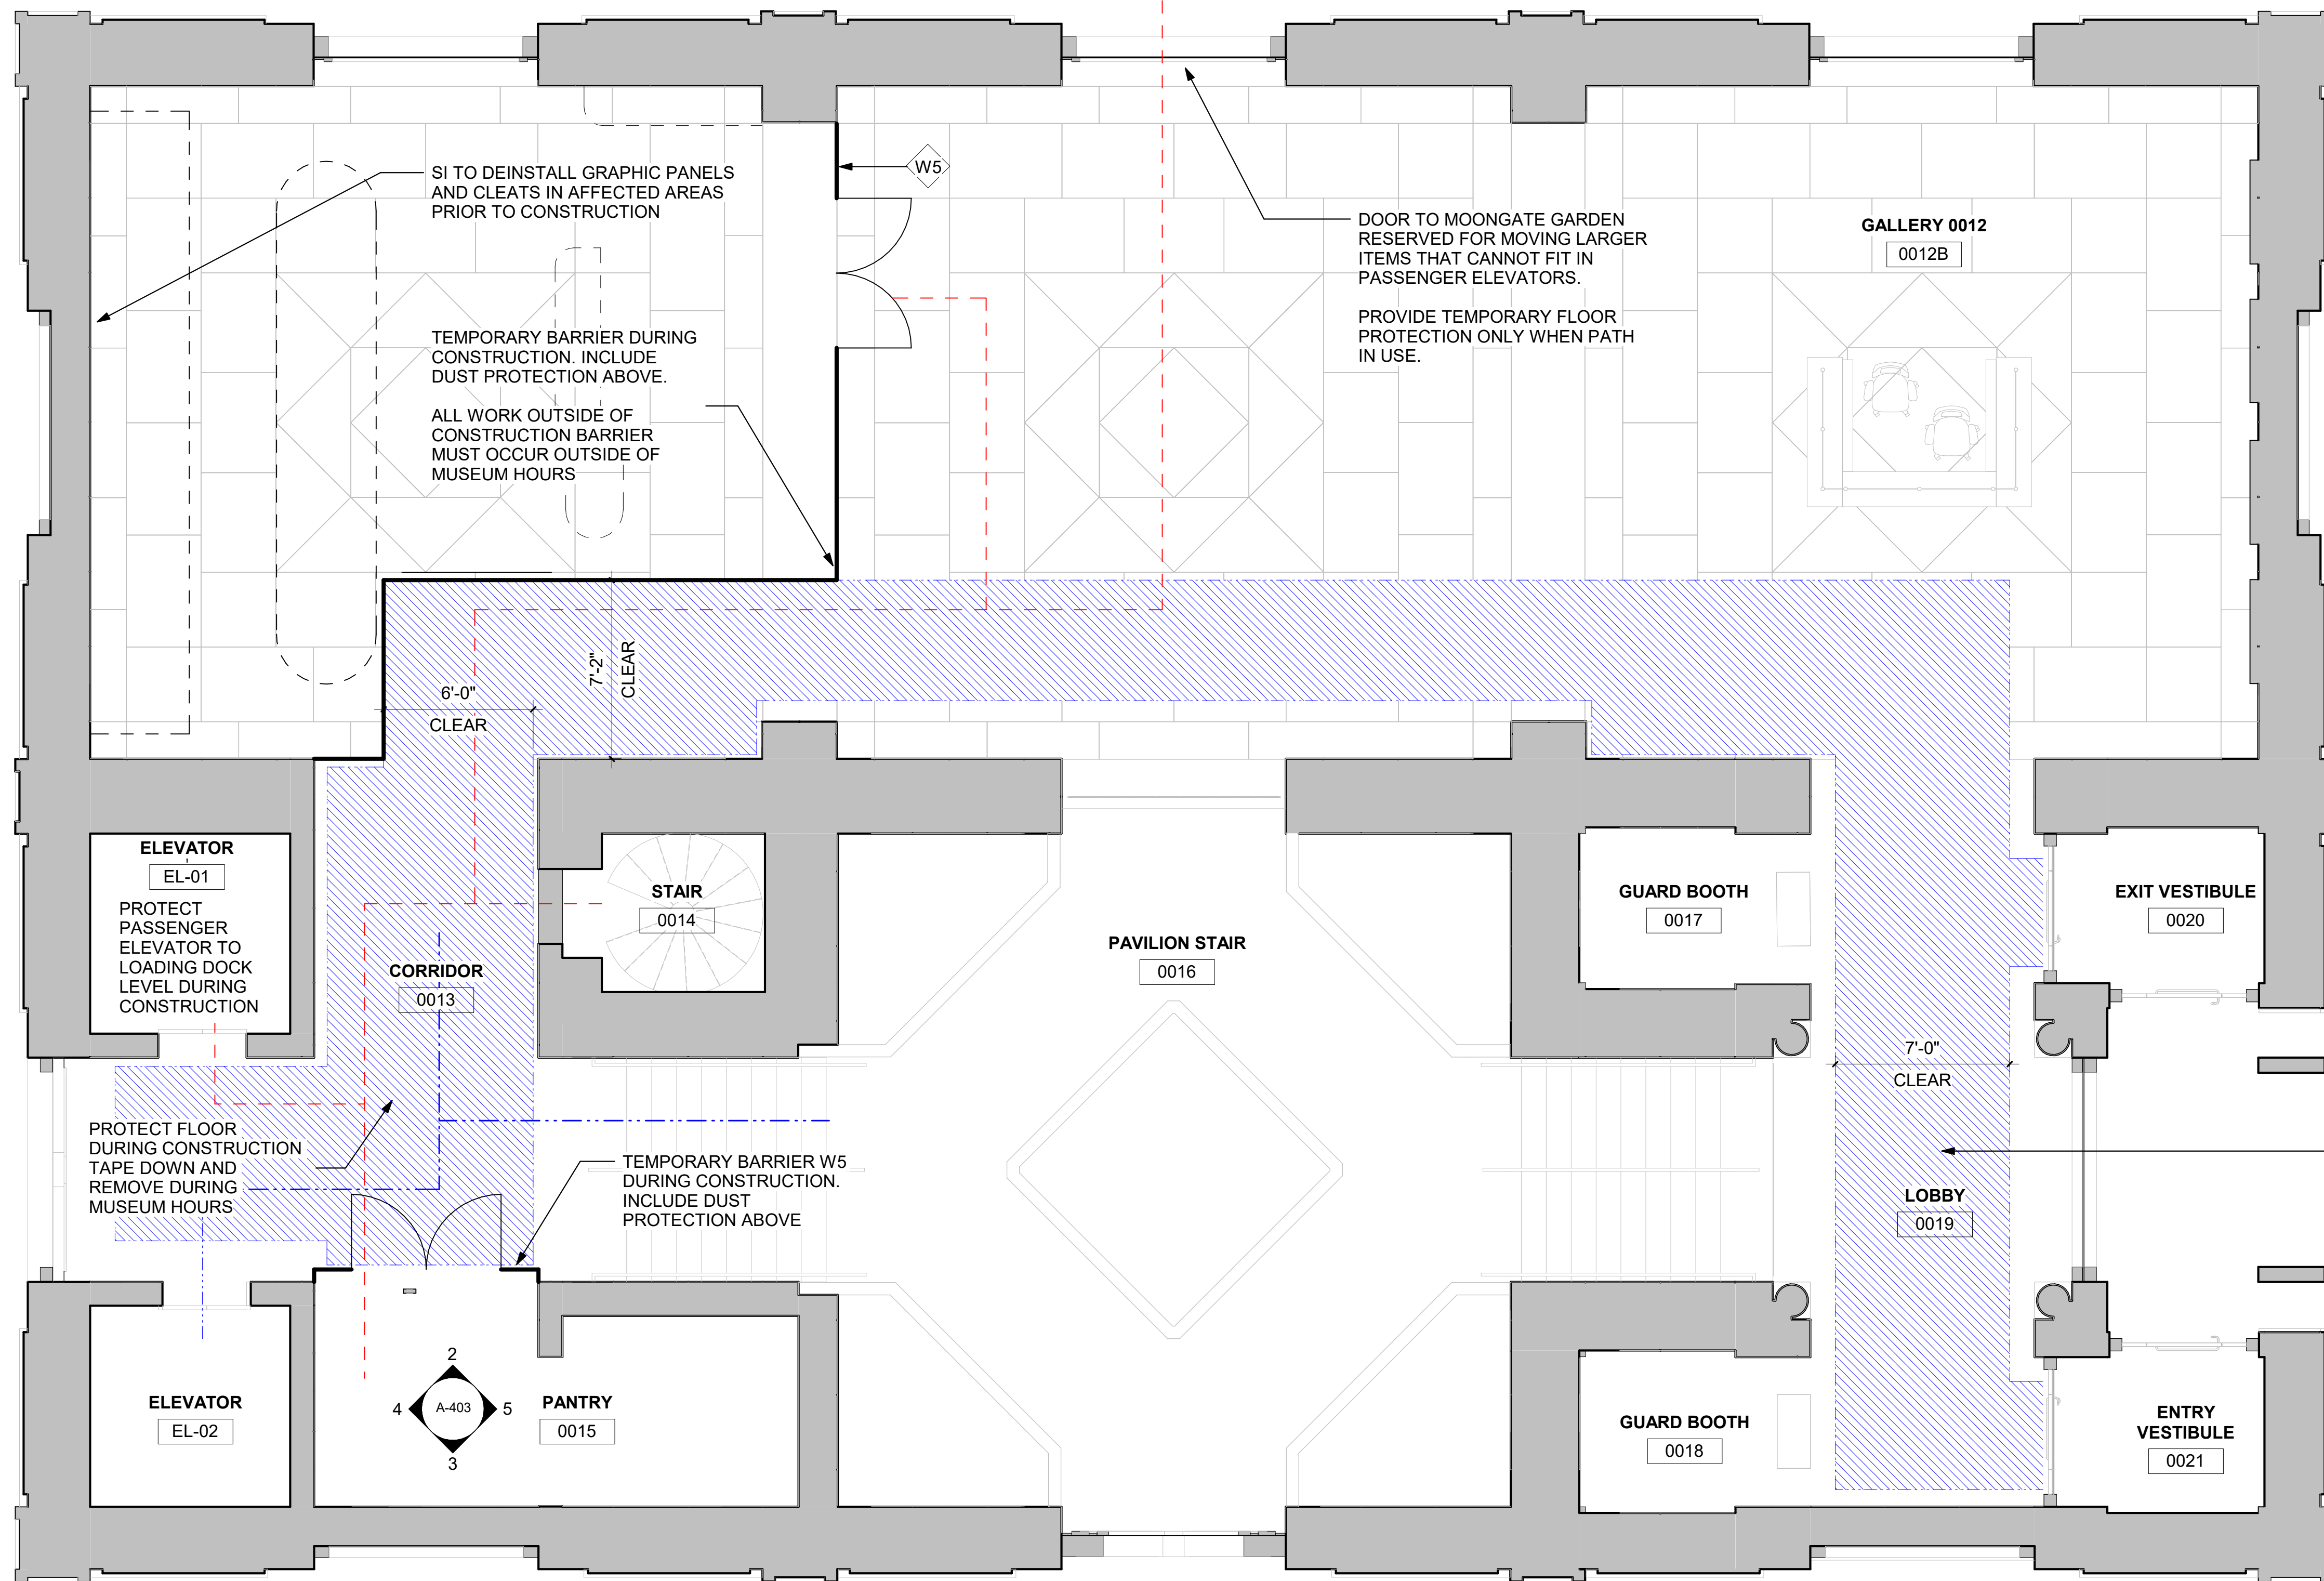 SI TO DEINSTALL GRAPHIC PANELS
AND CLEATS IN AFFECTED AREAS
PRIOR TO CONSTRUCTION
W5
DOOR TO MOONGATE GARDEN
RESERVED FOR MOVING LARGER
ITEMS THAT CANNOT FIT IN
PASSENGER ELEVATORS.
PROVIDE TEMPORARY FLOOR
PROTECTION ONLY WHEN PATH
IN USE.
GALLERY 0012
0012B
TEMPORARY BARRIER DURING
CONSTRUCTION. INCLUDE
DUST PROTECTION ABOVE.
ALL WORK OUTSIDE OF
CONSTRUCTION BARRIER
MUST OCCUR OUTSIDE OF
MUSEUM HOURS
7'-2"
CLEAR
6'-0"
CLEAR
ELEVATOR
EL-01
PROTECT
PASSENGER
ELEVATOR TO
LOADING DOCK
LEVEL DURING
CONSTRUCTION
CORRIDOR
0013
STAIR
0014
PAVILION STAIR
0016
GUARD BOOTH
0017
EXIT VESTIBULE
0020
7'-0"
CLEAR
PROTECT FLOOR
DURING CONSTRUCTION
TAPE DOWN AND
REMOVE DURING
MUSEUM HOURS
TEMPORARY BARRIER W5
DURING CONSTRUCTION.
INCLUDE DUST
PROTECTION ABOVE
LOBBY
0019
ELEVATOR
EL-02
2
4
A-403
5
3
PANTRY
0015
GUARD BOOTH
0018
ENTRY
VESTIBULE
0021